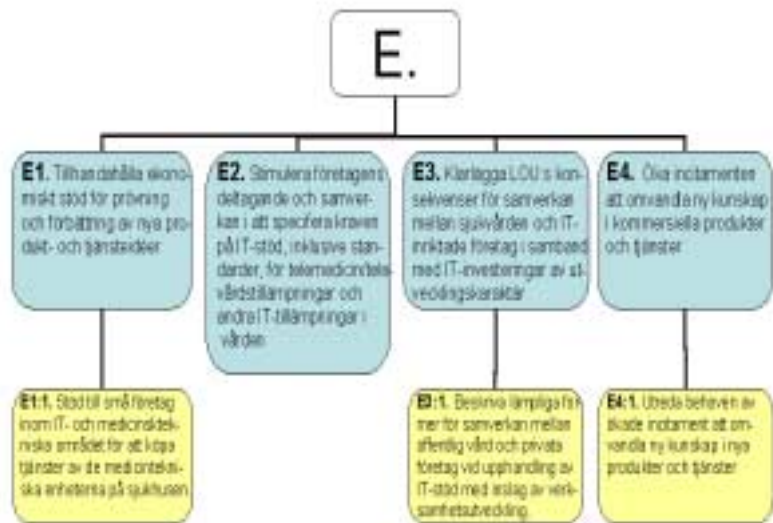 E.
E1. Tillhandahålla ekono-
miskt stöd för prövning
och förbättring av nya pro-
dukt- och tjänsteidéer
E2. Stimulera företagens
deltagande och samver-
kan i att specifera kraven
på IT-stöd, inklusive stan-
darder, för telemedicin/tele
vårdstillämpningar och
andra IT-tillämpningar i
vården
E3. Klarlägga LOU:s kon-
sekvenser för samverkan
mellan sjukvården och IT-
inriktade företag i samband
med IT-investeringar av ut-
vecklingskaraktär
E4. Öka incitamenten
att omvandla ny kunskap
i kommersiella produkter
och tjänster
E1:1. Stöd till små företag
inom IT- och medicinsktek-
niska området för att köpa
tjänster av de medicintekni-
ska enheterna på sjukhusen.
E3:1. Beskriva lämpliga for-
mer för samverkan mellan
offentlig vård och privata
företag vid upphandling av
IT-stöd med inslag av verk-
samhetsutveckling.
E4:1. Utreda behoven av
ökade incitament att om-
vandla ny kunskap i nya
produkter och tjänster